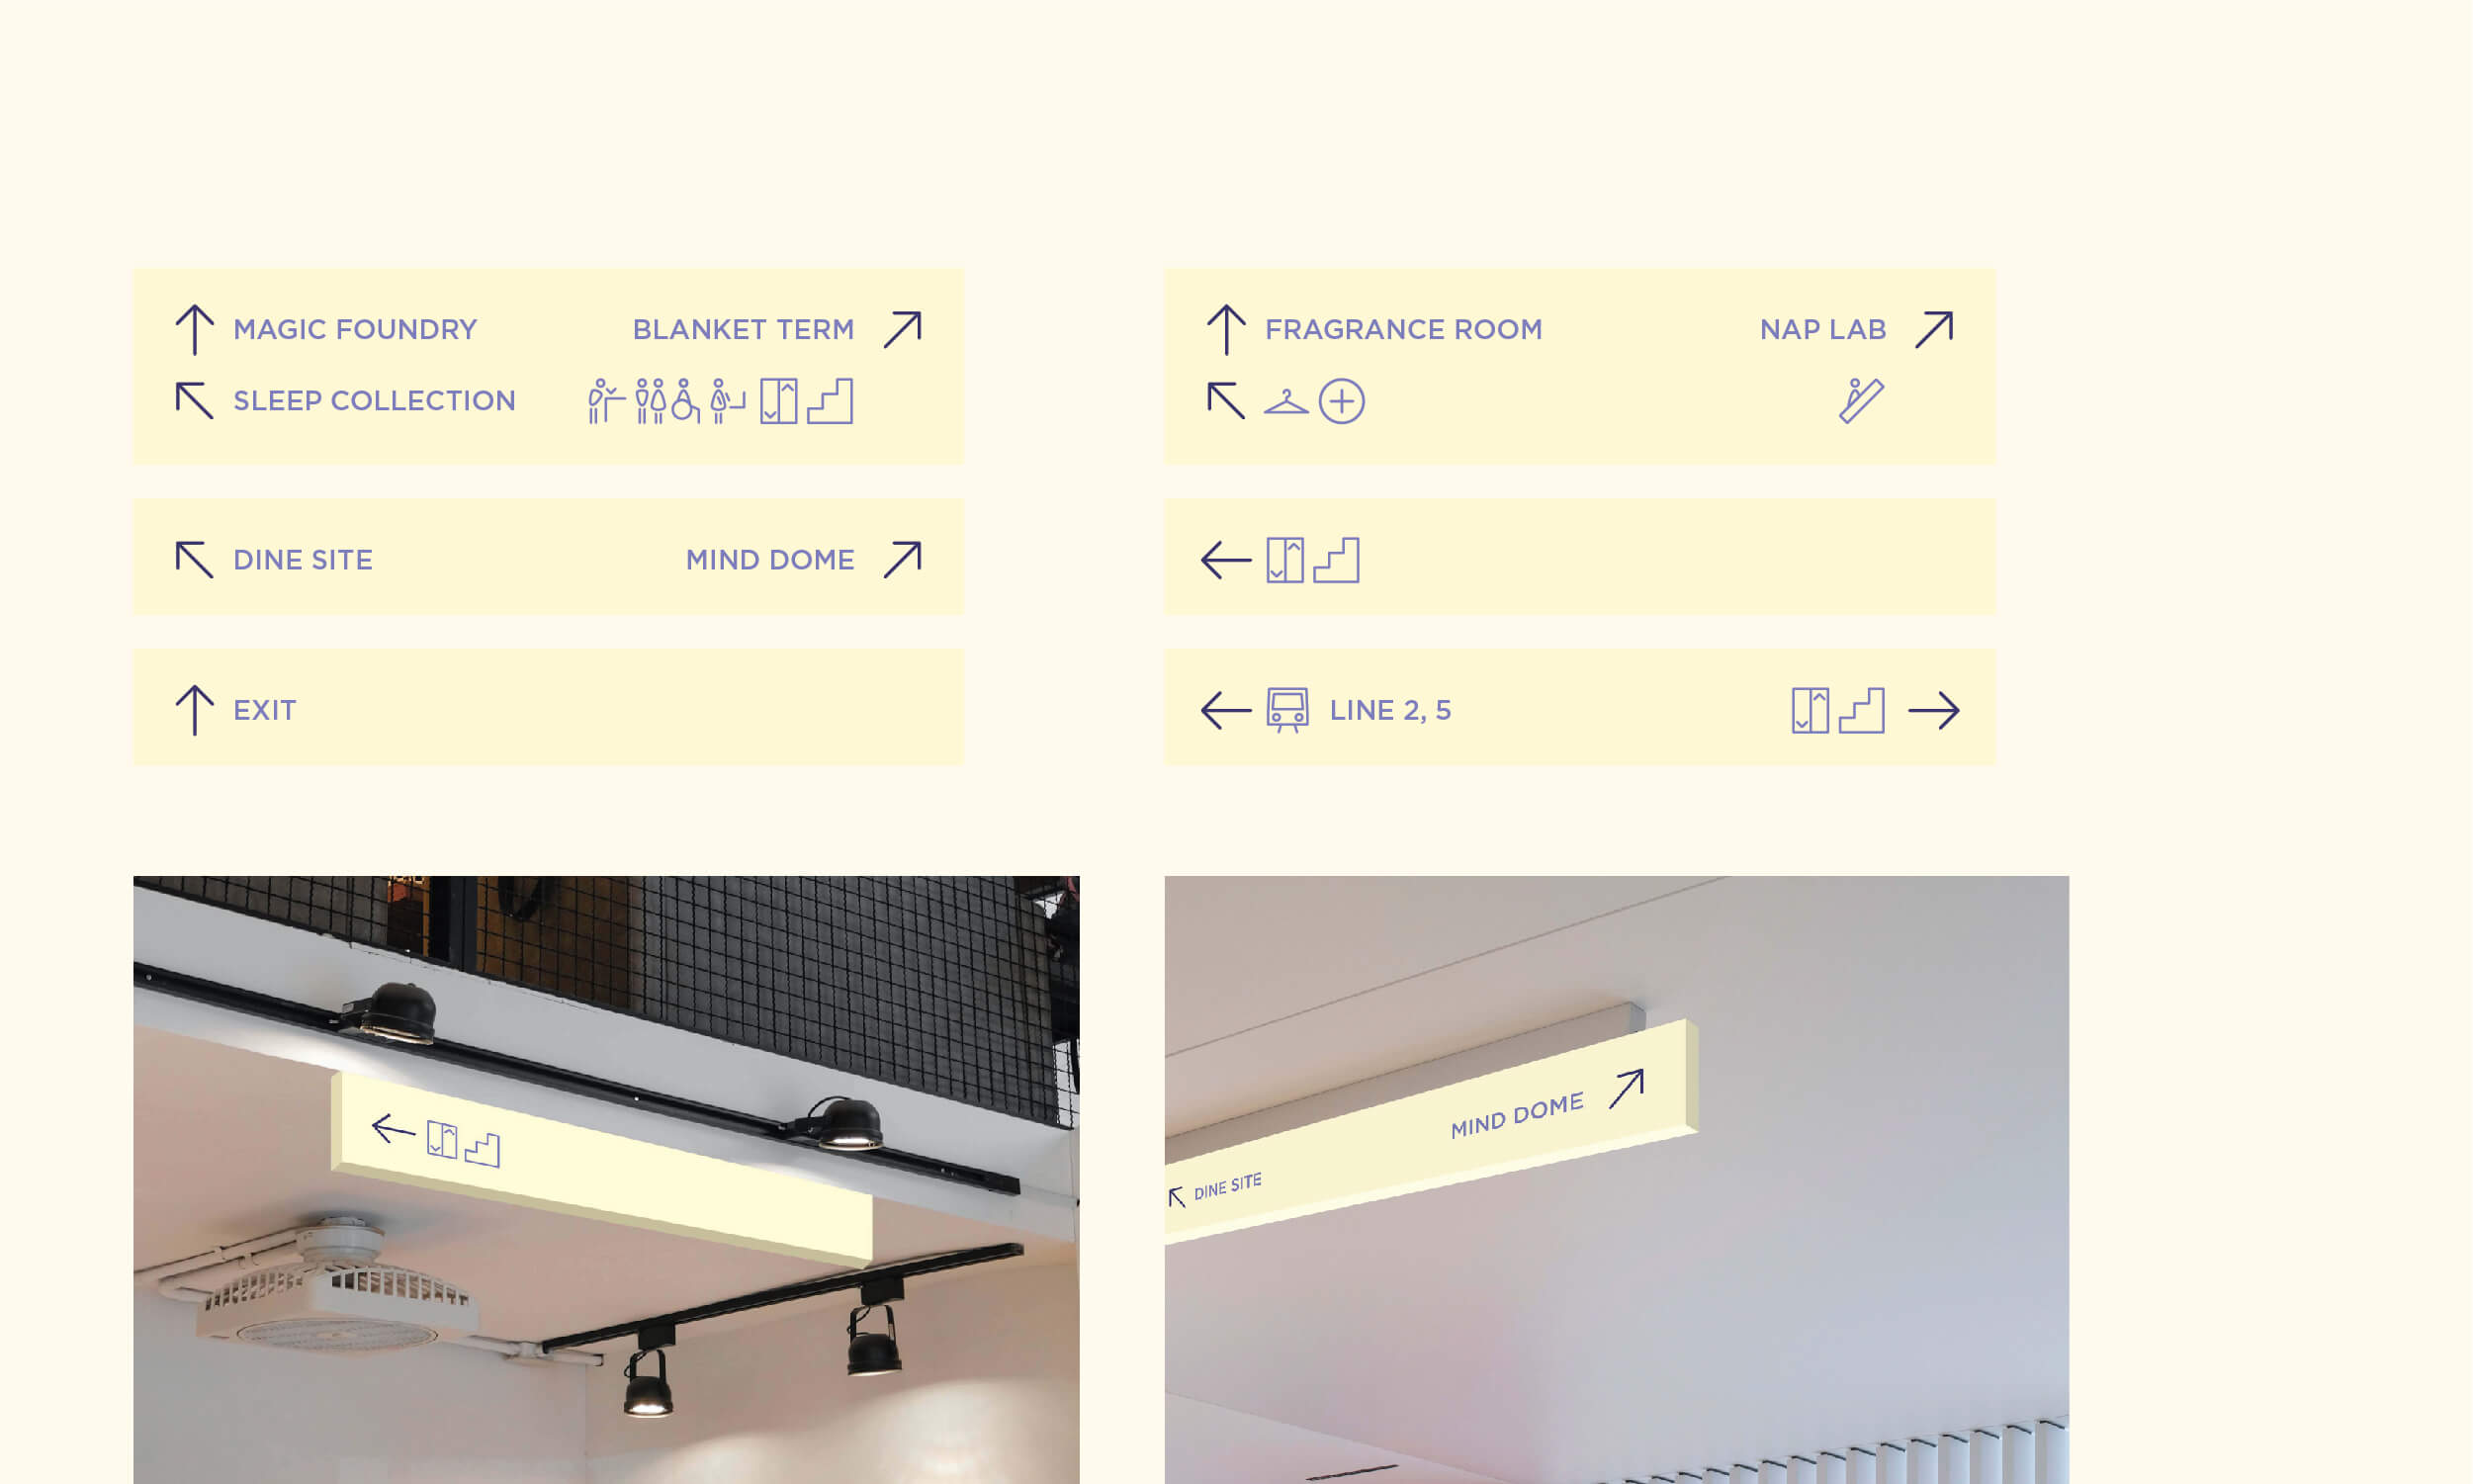 MAGIC FOUNDRY
BLANKET TERM
SLEEP COLLECTION
DINE SITE
MIND DOME
EXIT
FRAGRANCE ROOM
NAP LAB
LINE 2, 5
MIND DOME
DINE SITE